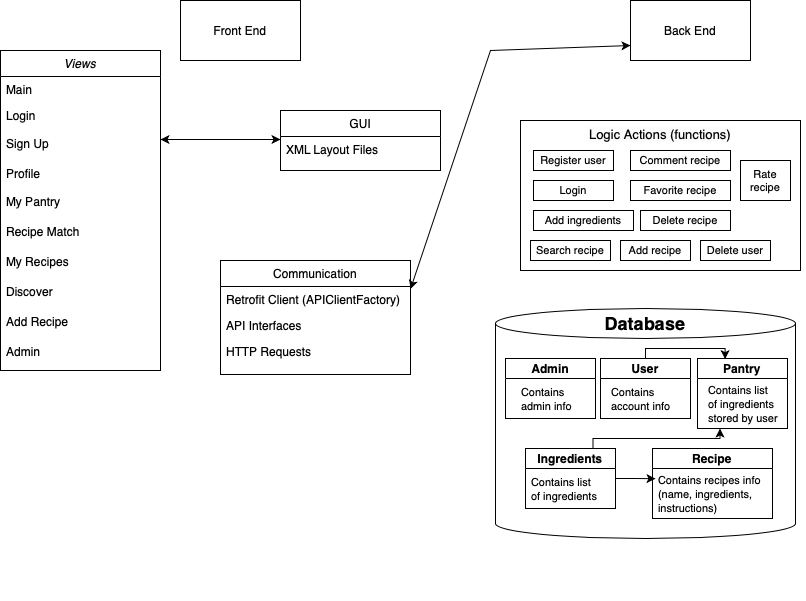 Front End
Back End
Views
Main
Login
Sign Up
Profile
My Pantry
Recipe Match
My Recipes
Discover
Add Recipe
Admin
GUI
XML Layout Files
Communication
Retrofit Client (APIClientFactory)
API Interfaces
HTTP Requests
Logic Actions (functions)
Register user
Comment recipe
Rate
recipe
Login
Favorite recipe
Add ingredients
Delete recipe
Search recipe
Add recipe
Delete user
Database
Admin
Contains
admin info
User
Contains
account info
Pantry
Contains list
of ingredients
stored by user
Ingredients
Contains list
of ingredients
Recipe
Contains recipes info
(name, ingredients,
instructions)